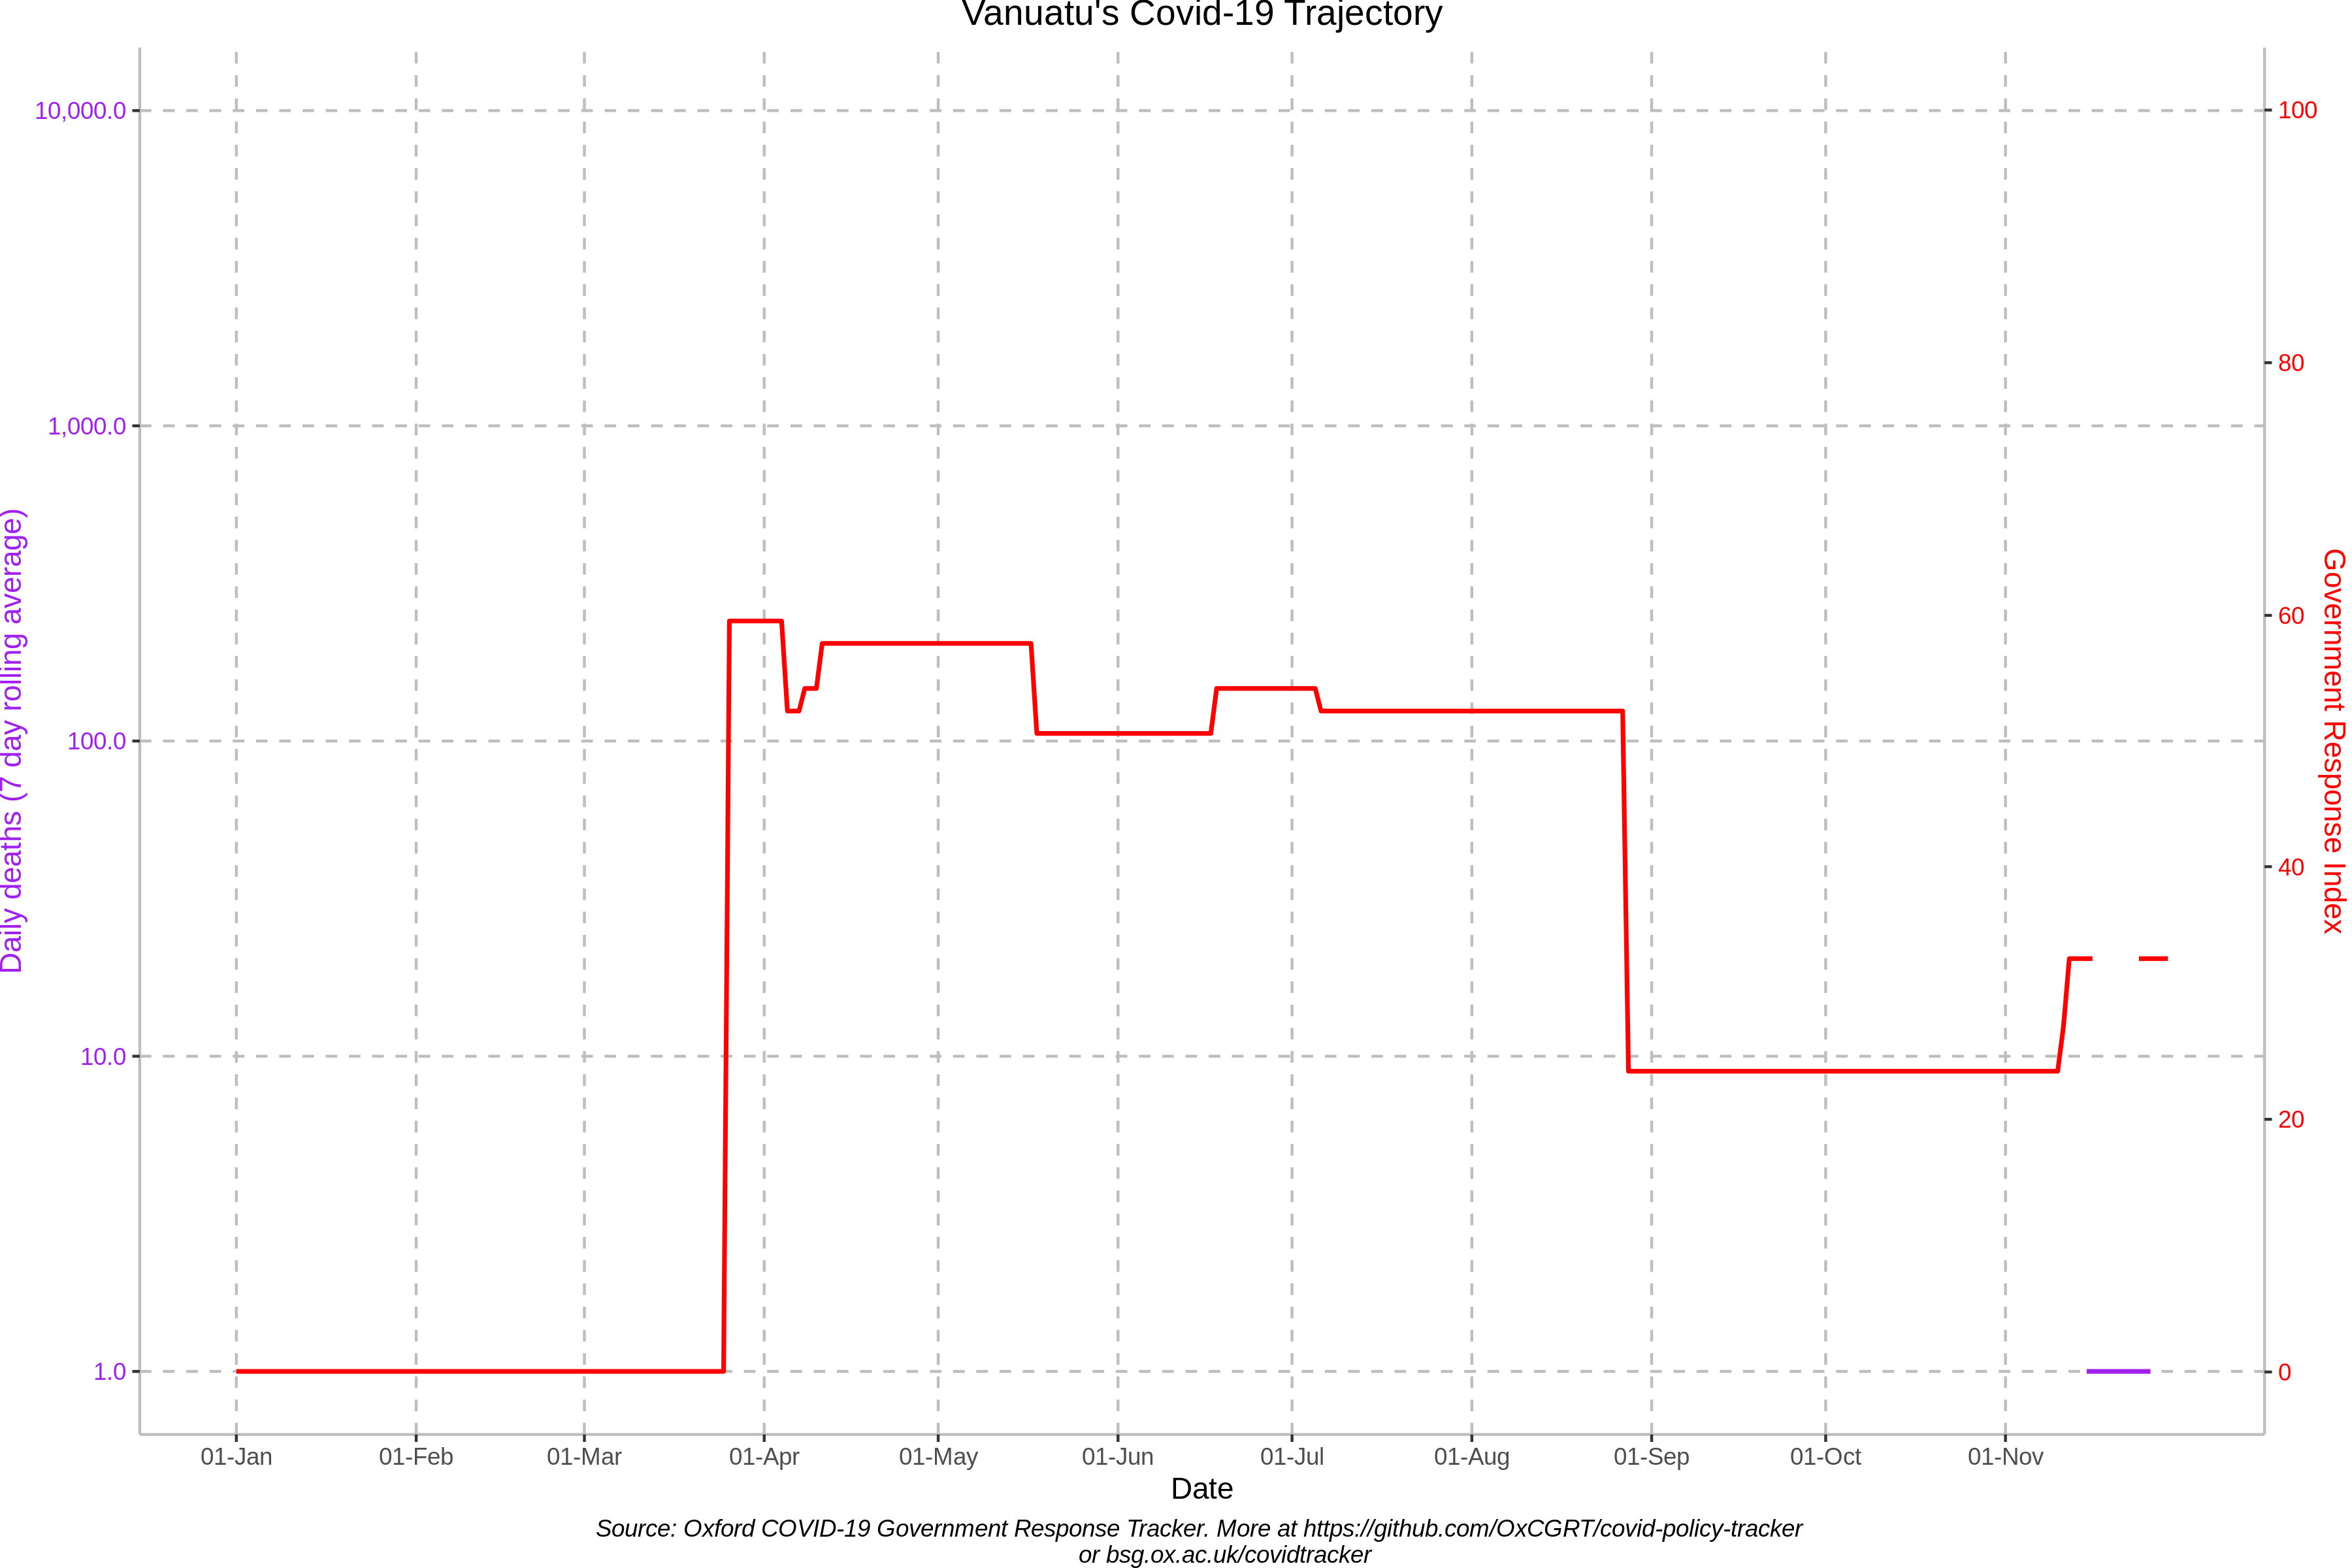 Vanuatu's Covid-19 Trajectory
10,000.0
1,000.0
100.0
10.0
1.0
Daily deaths (7 day rolling average)
100
80
60
40
20
0
Government Response Index
01-Jan 01-Feb 01-Mar 01-Apr 01-May 01-Jun 01-Jul 01-Aug 01-Sep 01-Oct 01-Nov
Date
Source: Oxford COVID-19 Government Response Tracker. More at https://github.com/OxCGRT/covid-policy-tracker
or bsg.ox.ac.uk/covidtracker